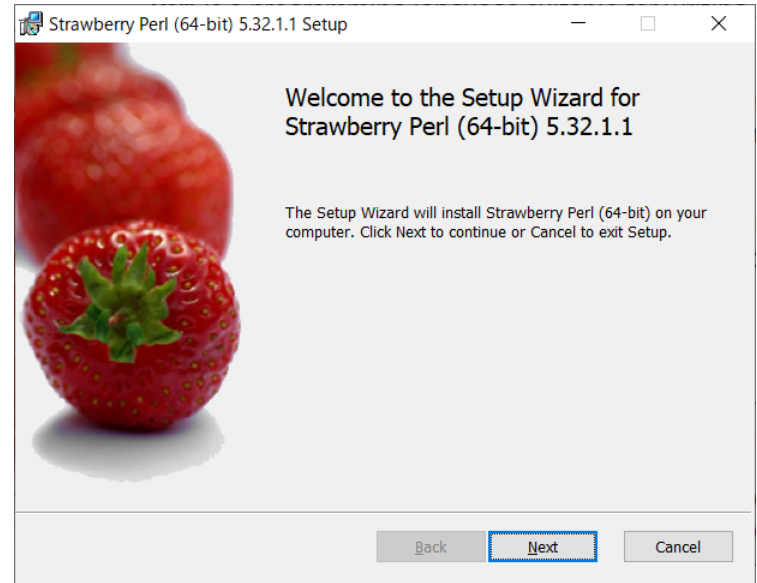 Strawberry Perl (64-bit) 5.32.1.1 Setup
Welcome to the Setup Wizard for
Strawberry Perl (64-bit) 5.32.1.1
The Setup Wizard will install Strawberry Perl (64-bit) on your
computer. Click Next to continue or Cancel to exit Setup.
Back Next Cancel